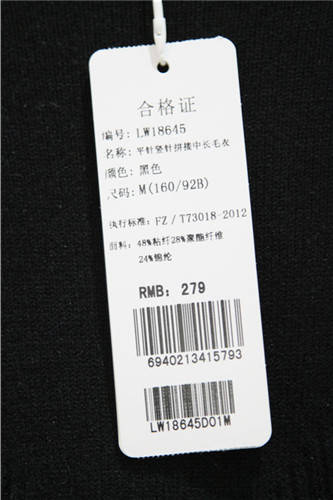 合格证
编号: LW18645
名称: 平针竖针拼接中长毛衣
颜色: 黑色
尺码: M(160/92B)
执行标准: FZ/T73018-2012
面料: 48%粘纤28%聚酯纤维
24%锦纶
RMB: 279
6940213415793
LW18645D01M